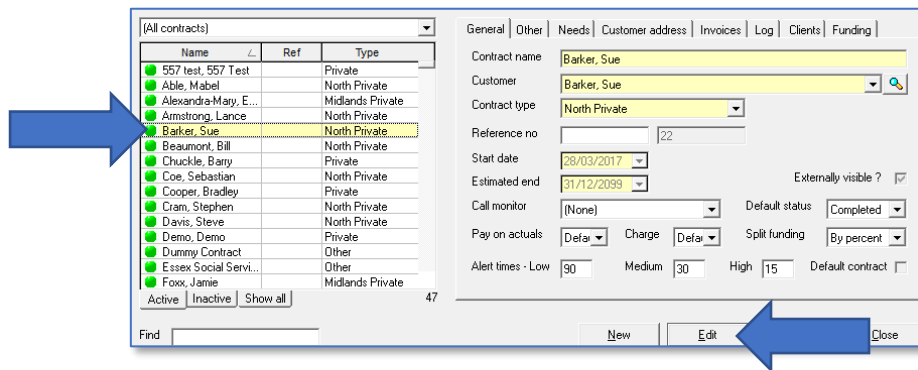 (All contracts)
Name Ref Type
557 test, 557 Test Private
Able, Mabel North Private
Alexandra-Mary, E... Midlands Private
Armstrong, Lance North Private
Barker, Sue North Private
Beaumont, Bill North Private
Chuckle, Barry Private
Coe, Sebastian North Private
Cooper, Bradley Private
Cram, Stephen North Private
Davis, Steve North Private
Demo, Demo Private
Dummy Contract Other
Essex Social Servi... Other
Foxx, Jamie Midlands Private
Active Inactive Show all 47
Find
General Other Needs Customer address Invoices Log Clients Funding
Contract name Barker, Sue
Customer Barker, Sue
Contract type North Private
Reference no 22
Start date 28/03/2017
Estimated end 31/12/2099 Externally visible ?
Call monitor (None) Default status Completed
Pay on actuals Defau Charge Defau Split funding By percent
Alert times - Low 90 Medium 30 High 15 Default contract
New Edit Close